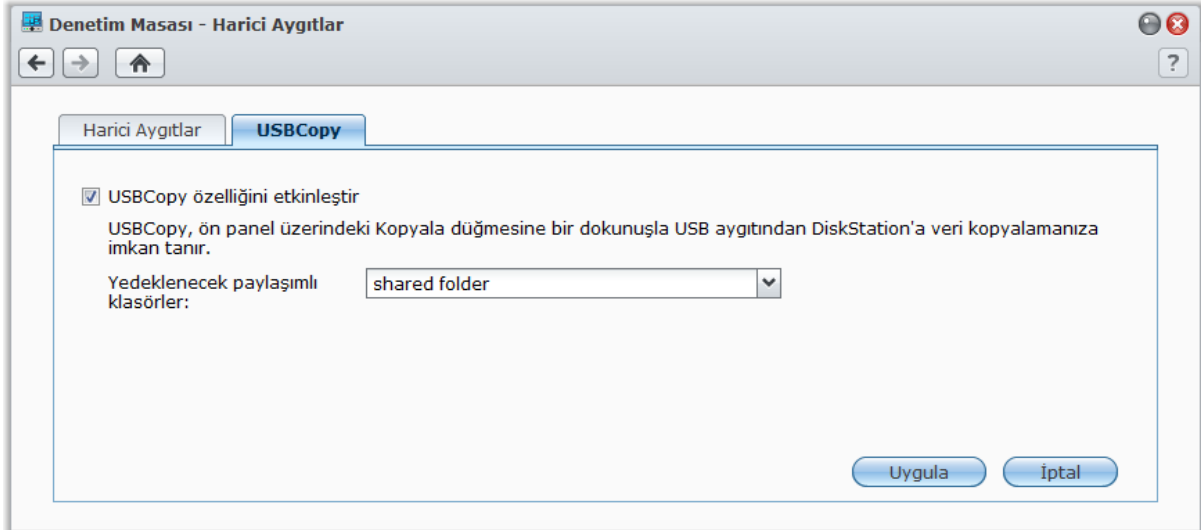 Denetim Masası - Harici Aygıtlar
?
Harici Aygıtlar
USBCopy
USBCopy özelliğini etkinleştir
USBCopy, ön panel üzerindeki Kopyala düğmesine bir dokunuşla USB aygıtından DiskStation'a veri kopyalamanıza
imkan tanır.
Yedeklenecek paylaşımlı
klasörler:
shared folder
Uygula
İptal